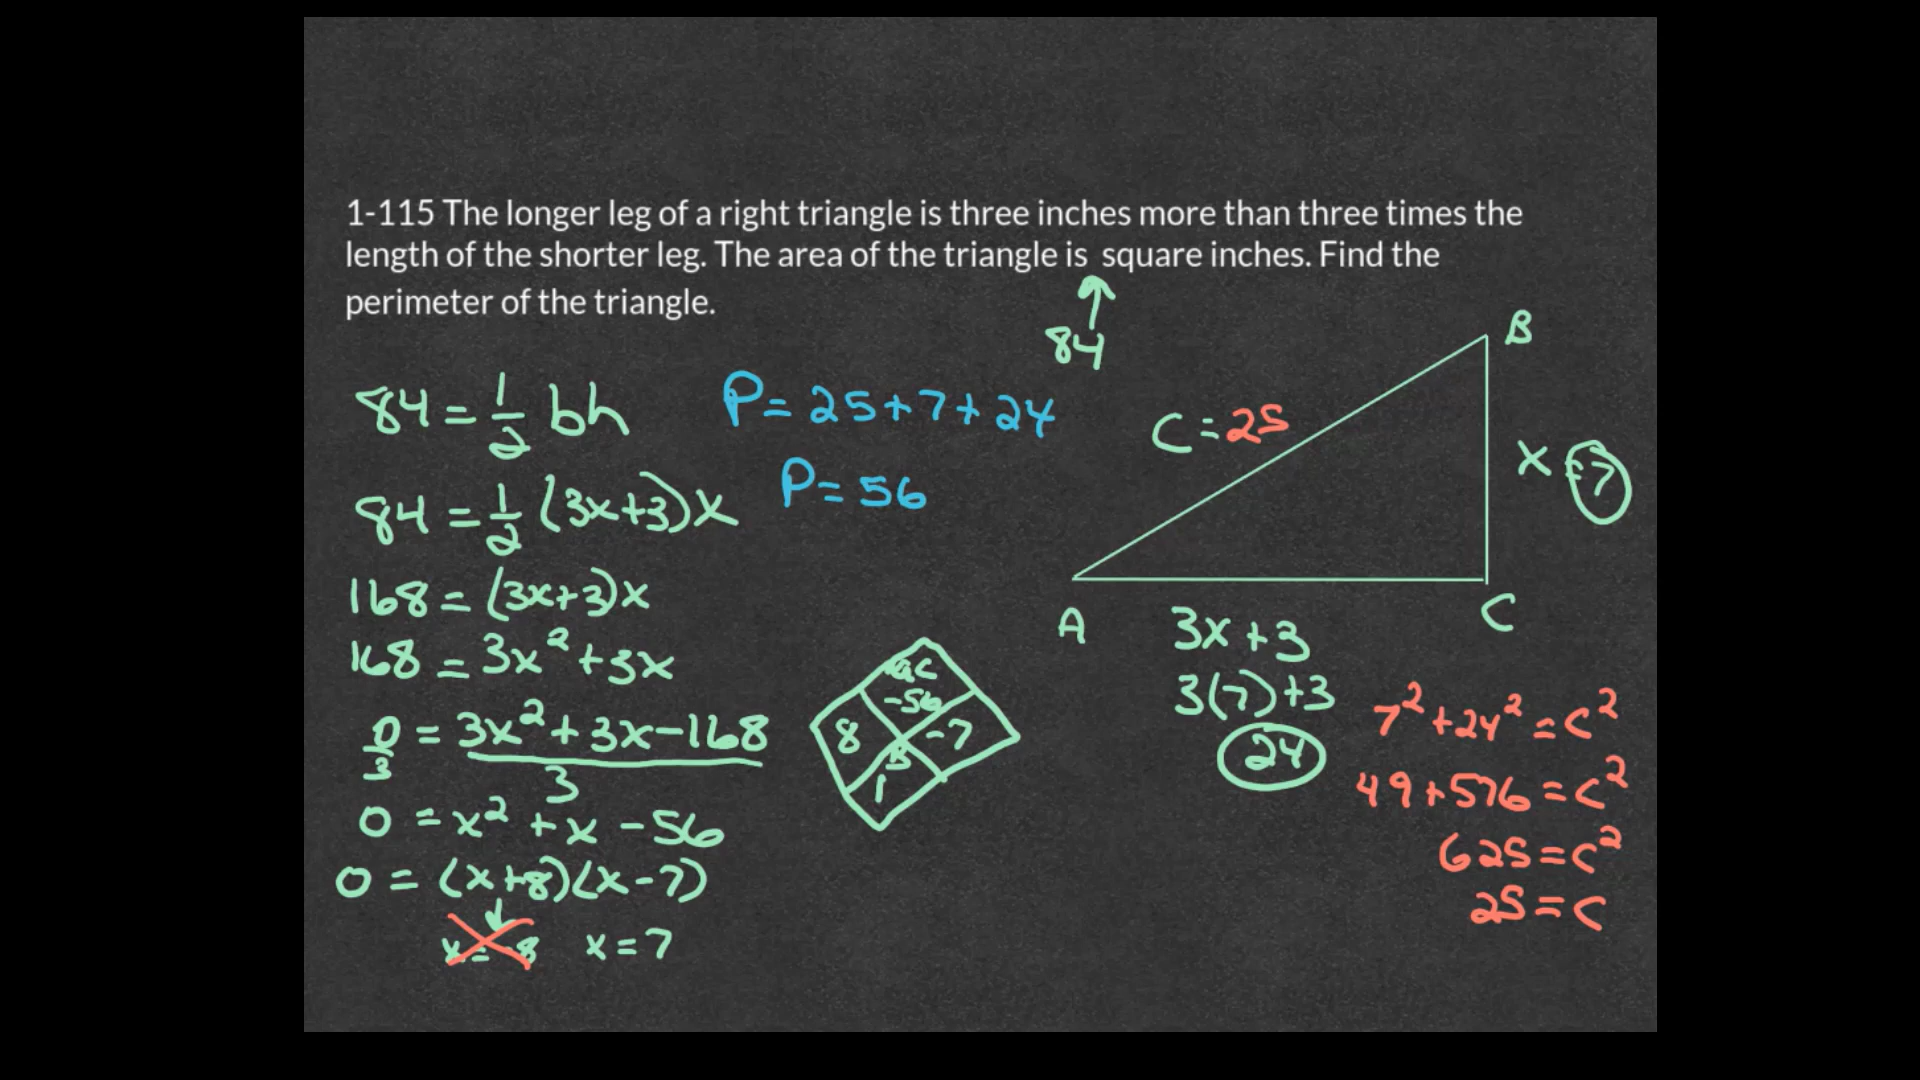 1-115 The longer leg of a right triangle is three inches more than three times the
length of the shorter leg. The area of the triangle is square inches. Find the
perimeter of the triangle.
84
84 = 1/2 bh
84 = 1/2 (3x+3)x
168 = (3x+3)x
168 = 3x² + 3x
0/3 = (3x² + 3x - 168)/3
0 = x² + x - 56
0 = (x+8)(x-7)
x = -8 x = 7
P = 25+7+24
P = 56
ac
-56
8 -7
b
1
B
C = 25
x = 7
A C
3x + 3
3(7)+3
24
7² + 24² = c²
49+576 = c²
625 = c²
25 = c